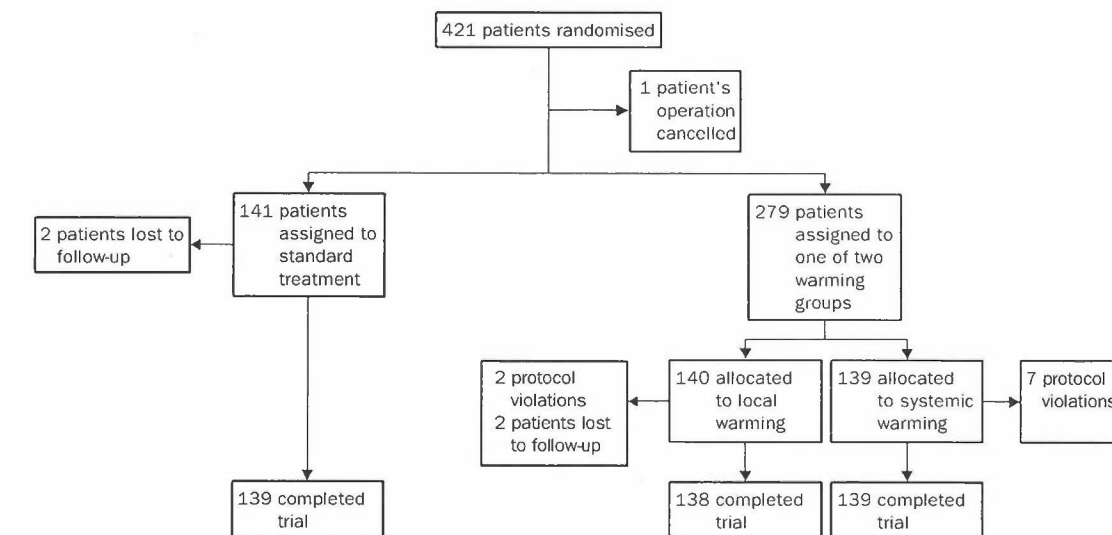 421 patients randomised
1 patient's
operation
cancelled
141 patients
assigned to
standard
treatment
2 patients lost to
follow-up
279 patients
assigned to
one of two
warming
groups
2 protocol
violations
2 patients lost
to follow-up
140 allocated
to local
warming
139 allocated
to systemic
warming
7 protocol
violations
139 completed
trial
138 completed
trial
139 completed
trial